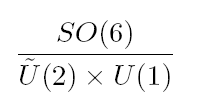 SO(6)
Ũ(2) × U(1)